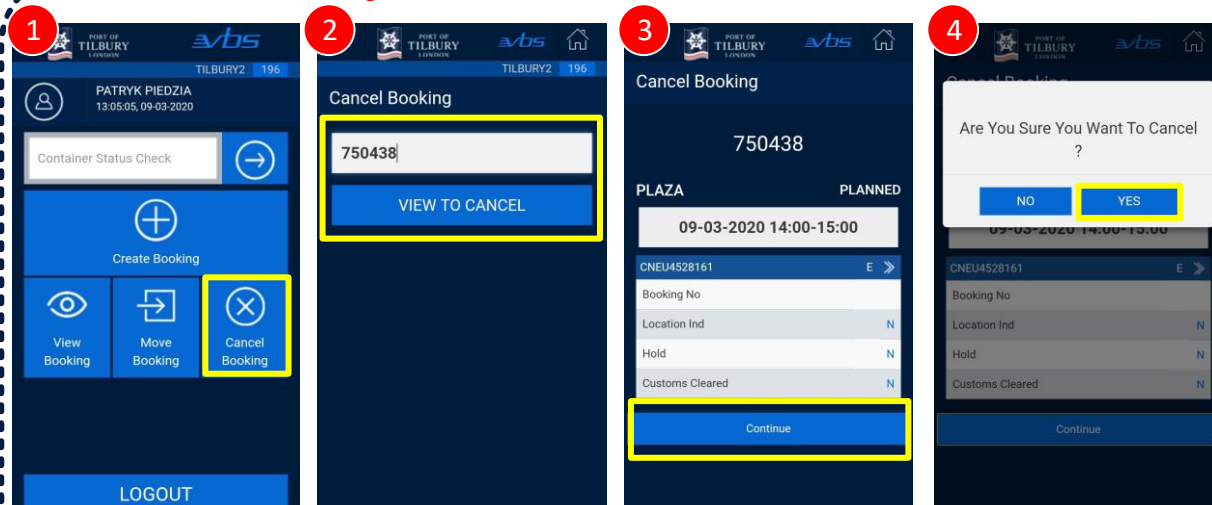 1
PORT OF
TILBURY
LONDON
vbs
TILBURY2 196
PATRYK PIEDZIA
13:05:05, 09-03-2020
Container Status Check
Create Booking
View
Booking
Move
Booking
Cancel
Booking
LOGOUT
2
PORT OF
TILBURY
LONDON
vbs
TILBURY2 196
Cancel Booking
750438
VIEW TO CANCEL
3
PORT OF
TILBURY
LONDON
vbs
Cancel Booking
750438
PLAZA PLANNED
09-03-2020 14:00-15:00
CNEU4528161 E
Booking No
Location Ind N
Hold N
Customs Cleared N
Continue
4
PORT OF
TILBURY
LONDON
vbs
Cancel Booking
Are You Sure You Want To Cancel
?
NO YES
09-03-2020 14:00-15:00
CNEU4528161 E
Booking No
Location Ind N
Hold N
Customs Cleared N
Continue